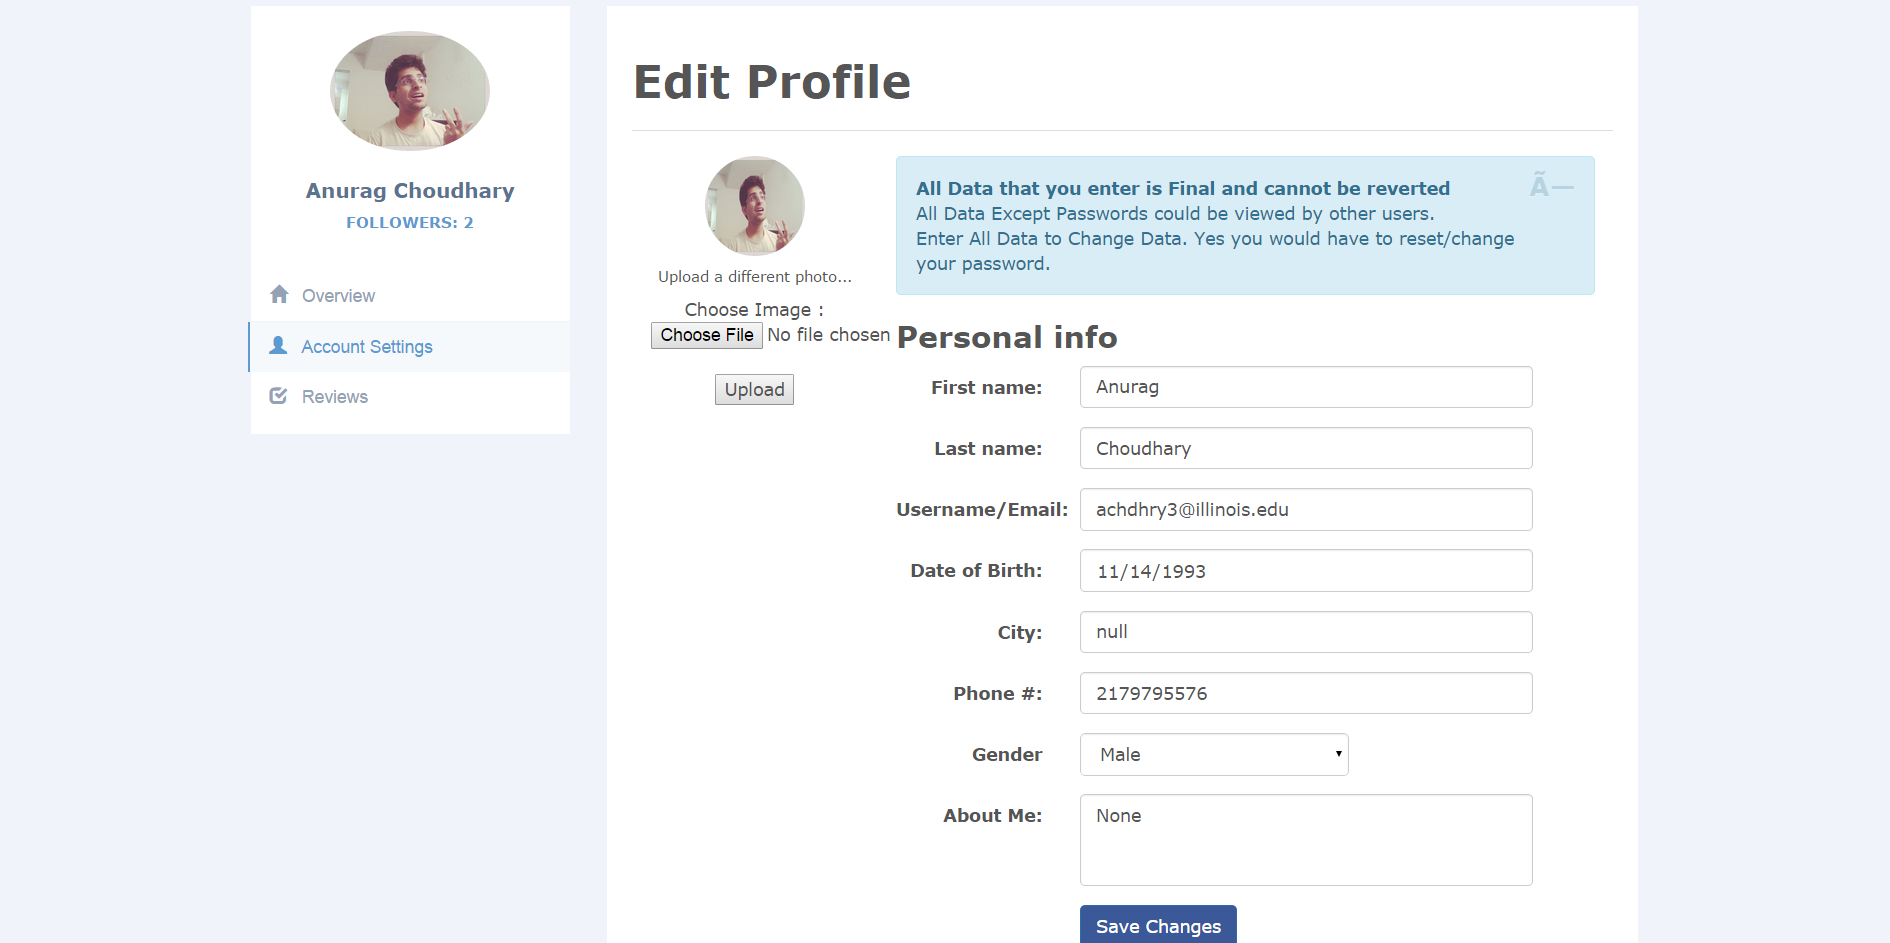 Anurag Choudhary
FOLLOWERS: 2
Overview
Account Settings
Reviews
Edit Profile
Upload a different photo...
Choose Image :
Choose File No file chosen
Upload
All Data that you enter is Final and cannot be reverted
Ã—
All Data Except Passwords could be viewed by other users.
Enter All Data to Change Data. Yes you would have to reset/change
your password.
Personal info
First name: Anurag
Last name: Choudhary
Username/Email: achdhry3@illinois.edu
Date of Birth: 11/14/1993
City: null
Phone #: 2179795576
Gender Male
About Me: None
Save Changes